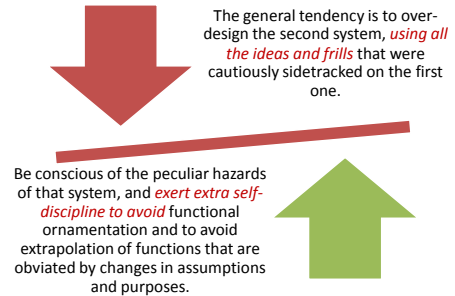 The general tendency is to over-
design the second system, using all
the ideas and frills that were
cautiously sidetracked on the first
one.
Be conscious of the peculiar hazards
of that system, and exert extra self-
discipline to avoid functional
ornamentation and to avoid
extrapolation of functions that are
obviated by changes in assumptions
and purposes.